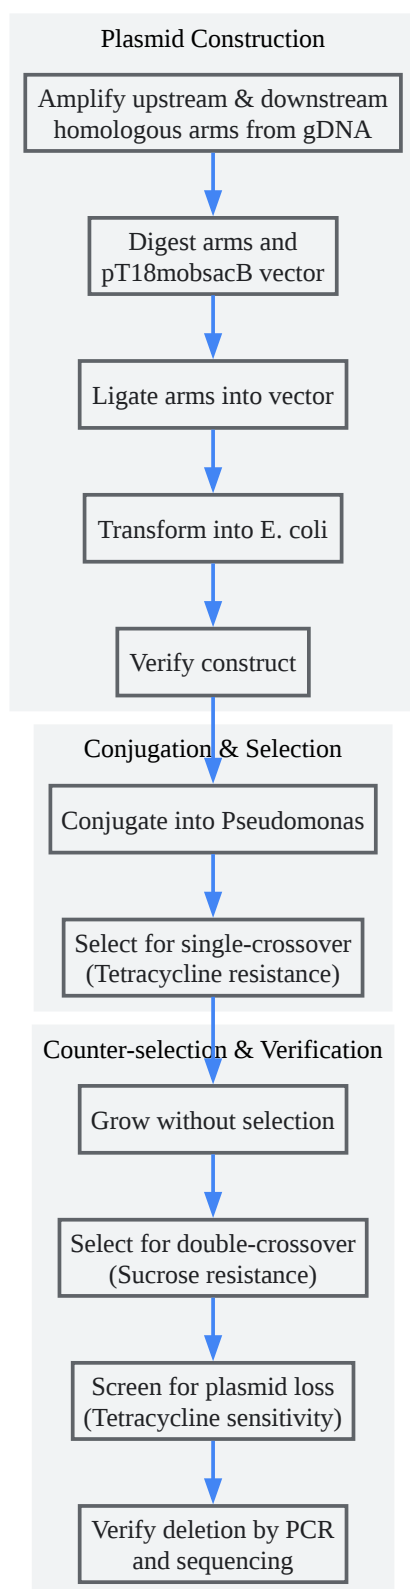 Plasmid Construction
Amplify upstream & downstream
homologous arms from gDNA
Digest arms and
pT18mobsacB vector
Ligate arms into vector
Transform into E. coli
Verify construct
Conjugation & Selection
Conjugate into Pseudomonas
Select for single-crossover
(Tetracycline resistance)
Counter-selection & Verification
Grow without selection
Select for double-crossover
(Sucrose resistance)
Screen for plasmid loss
(Tetracycline sensitivity)
Verify deletion by PCR
and sequencing